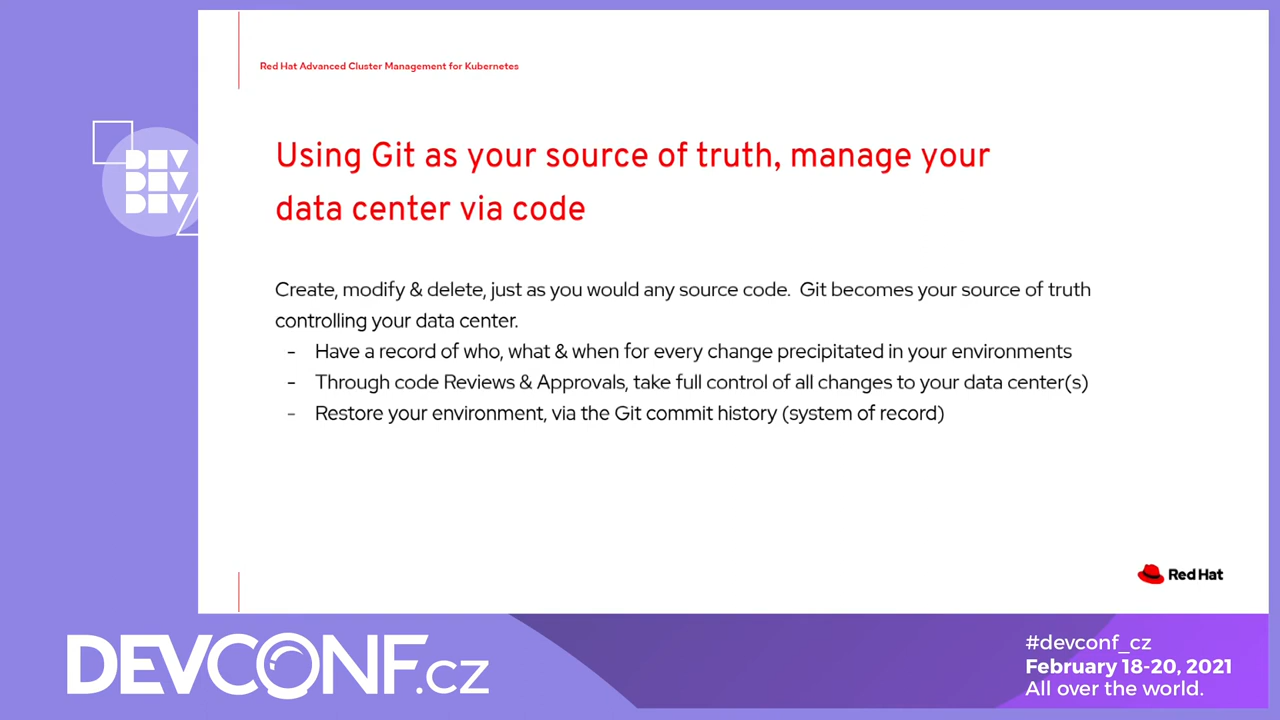 Red Hat Advanced Cluster Management for Kubernetes
Using Git as your source of truth, manage your
data center via code
DEV
DEV
DEV
Create, modify & delete, just as you would any source code.  Git becomes your source of truth
controlling your data center.
- Have a record of who, what & when for every change precipitated in your environments
- Through code Reviews & Approvals, take full control of all changes to your data center(s)
- Restore your environment, via the Git commit history (system of record)
Red Hat
DEVCONF.cz
#devconf_cz
February 18-20, 2021
All over the world.